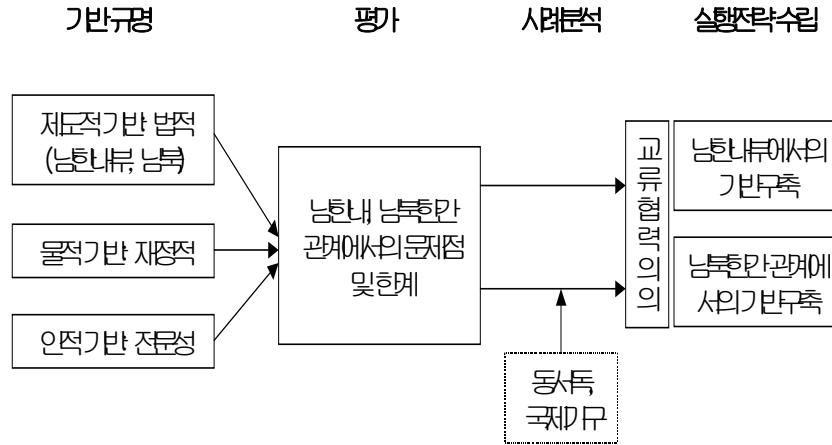 기반규명
평가
사례분석
실행전략 수립
제도적기반: 법적
(남한내부, 남북)
물적기반: 재정적
인적기반: 전문성
남한내, 남북한간
관계에서의 문제점
및 한계
동서독,
국제기구
교류협력의의
남한내부에서의
기반구축
남북한간 관계에
서의 기반구축